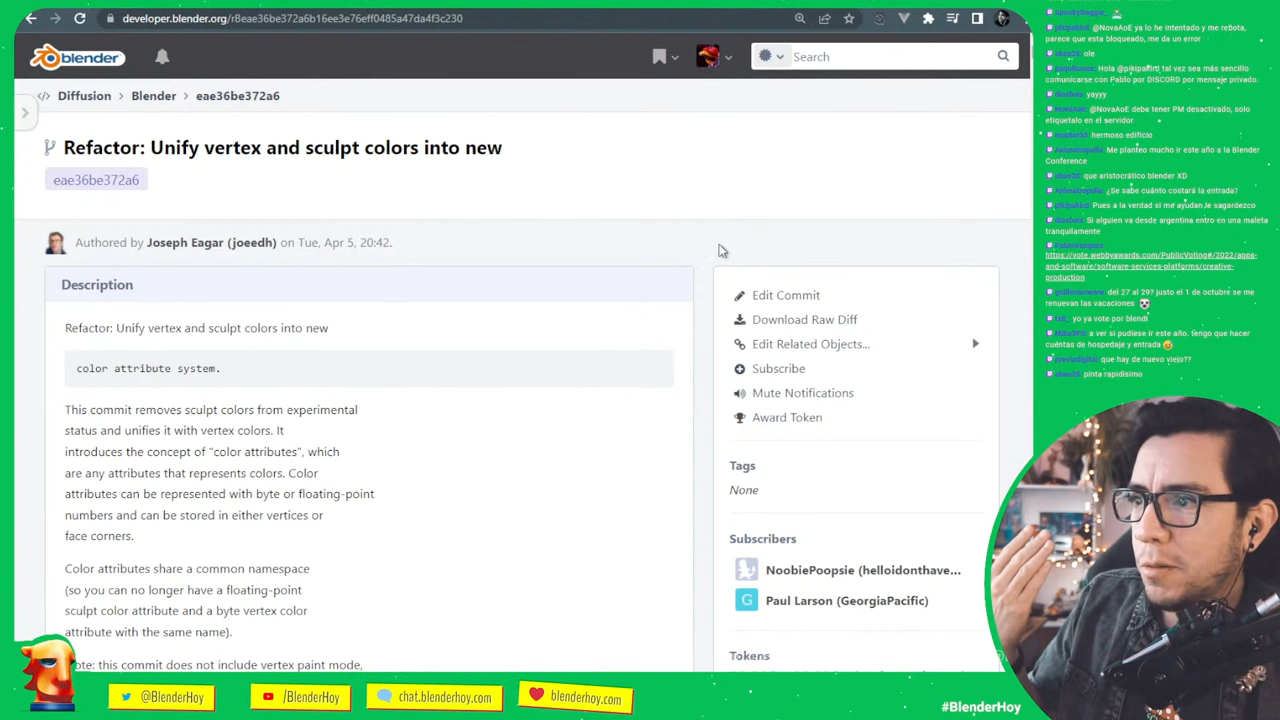 developer.blender.org/rBeae36be372a6b16ee3e76eff0485a47da4f3c230
blender
Search
Diffusion > Blender > eae36be372a6
Refactor: Unify vertex and sculpt colors into new
eae36be372a6
Authored by Joseph Eagar (joeedh) on Tue, Apr 5, 20:42.
Description
Refactor: Unify vertex and sculpt colors into new
color attribute system.
This commit removes sculpt colors from experimental
status and unifies it with vertex colors. It
introduces the concept of "color attributes", which
are any attributes that represents colors. Color
attributes can be represented with byte or floating-point
numbers and can be stored in either vertices or
face corners.
Color attributes share a common namespace
(so you can no longer have a floating-point
sculpt color attribute and a byte vertex color
attribute with the same name).
this commit does not include vertex paint mode,
Edit Commit
Download Raw Diff
Edit Related Objects...
Subscribe
Mute Notifications
Award Token
Tags
None
Subscribers
NoobiePoopsie (helloidonthave...
G Paul Larson (GeorgiaPacific)
Tokens
@NovaAoE ya lo he intentado y me rebota,
parece que esta bloqueado, me da un error
ole
Hola @pikipakird tal vez sea más sencillo
comunicarse con Pablo por DISCORD por mensaje privado.
yayyy
@NovaAoE debe tener PM desactivado, solo
etiquetalo en el servidor
hermoso edificio
Me planteo mucho ir este año a la Blender
Conference
que aristocrático blender XD
¿Se sabe cuánto costará la entrada?
Pues a la verdad si me ayudan le sagardezco
Si alguien va desde argentina entro en una maleta
tranquilamente
https://vote.webbyawards.com/PublicVoting#/2022/apps-
and-software/software-services-platforms/creative-
production
del 27 al 29? justo el 1 de octubre se me
renuevan las vacaciones
yo ya vote por blendi
a ver si pudiese ir este año. tengo que hacer
cuéntas de hospedaje y entrada
que hay de nuevo viejo??
pinta rapidisimo
@BlenderHoy
/BlenderHoy
chat.blenderhoy.com
blenderhoy.com
#BlenderHoy